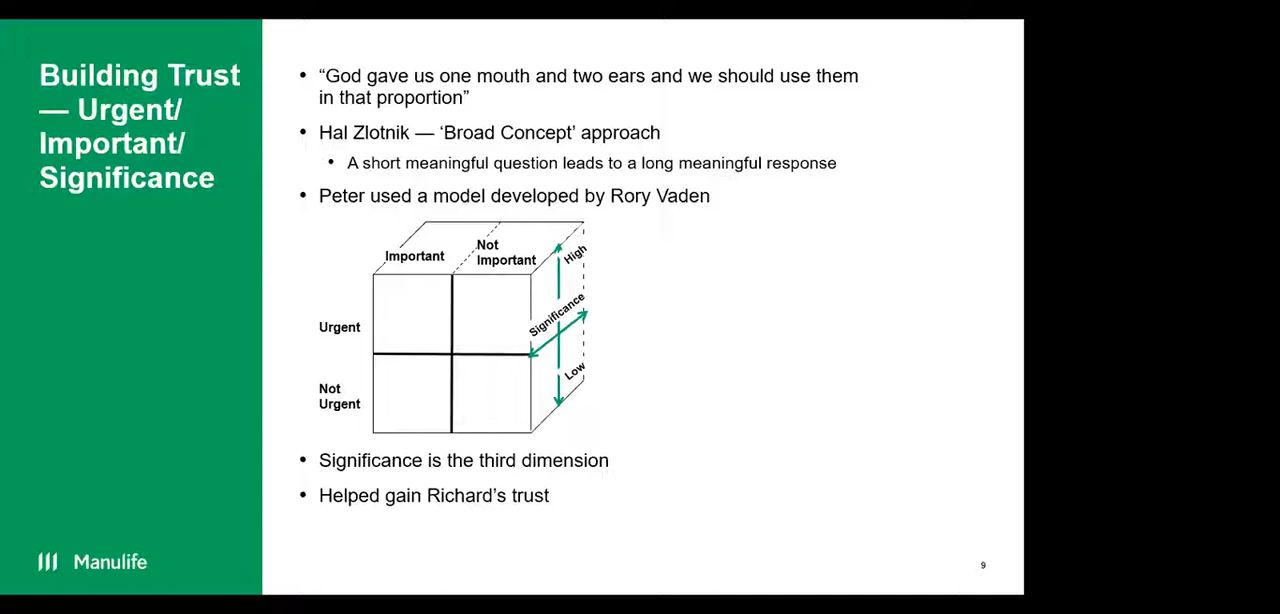 Building Trust
— Urgent/
Important/
Significance
• “God gave us one mouth and two ears and we should use them
in that proportion”
• Hal Zlotnik — ‘Broad Concept’ approach
• A short meaningful question leads to a long meaningful response
• Peter used a model developed by Rory Vaden
Important
Not
Important
High
Significance
Low
Urgent
Not
Urgent
• Significance is the third dimension
• Helped gain Richard’s trust
Manulife
9